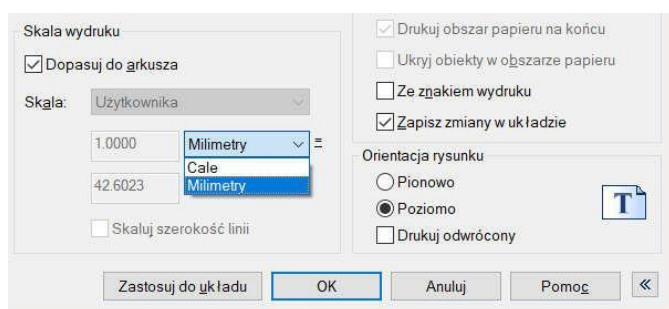 Skala wydruku
Dopasuj do arkusza
Skala: Użytkownika
1.0000 Milimetry =
Cale
42.6023 Milimetry
Skaluj szerokość linii
Drukuj obszar papieru na końcu
Ukryj obiekty w obszarze papieru
Ze znakiem wydruku
Zapisz zmiany w układzie
Orientacja rysunku
Pionowo
Poziomo
Drukuj odwrócony
T
Zastosuj do układu OK Anuluj Pomoc «